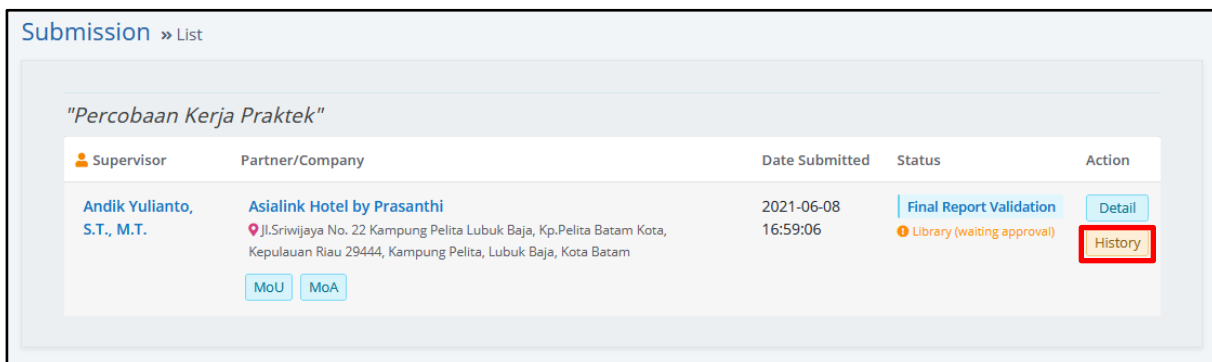 Submission » List
"Percobaan Kerja Praktek"
Supervisor Partner/Company Date Submitted Status Action
Andik Yulianto, S.T., M.T.
Asialink Hotel by Prasanthi
Jl.Sriwijaya No. 22 Kampung Pelita Lubuk Baja, Kp.Pelita Batam Kota,
Kepulauan Riau 29444, Kampung Pelita, Lubuk Baja, Kota Batam
MoU MoA
2021-06-08
16:59:06
Final Report Validation
Library (waiting approval)
Detail
History